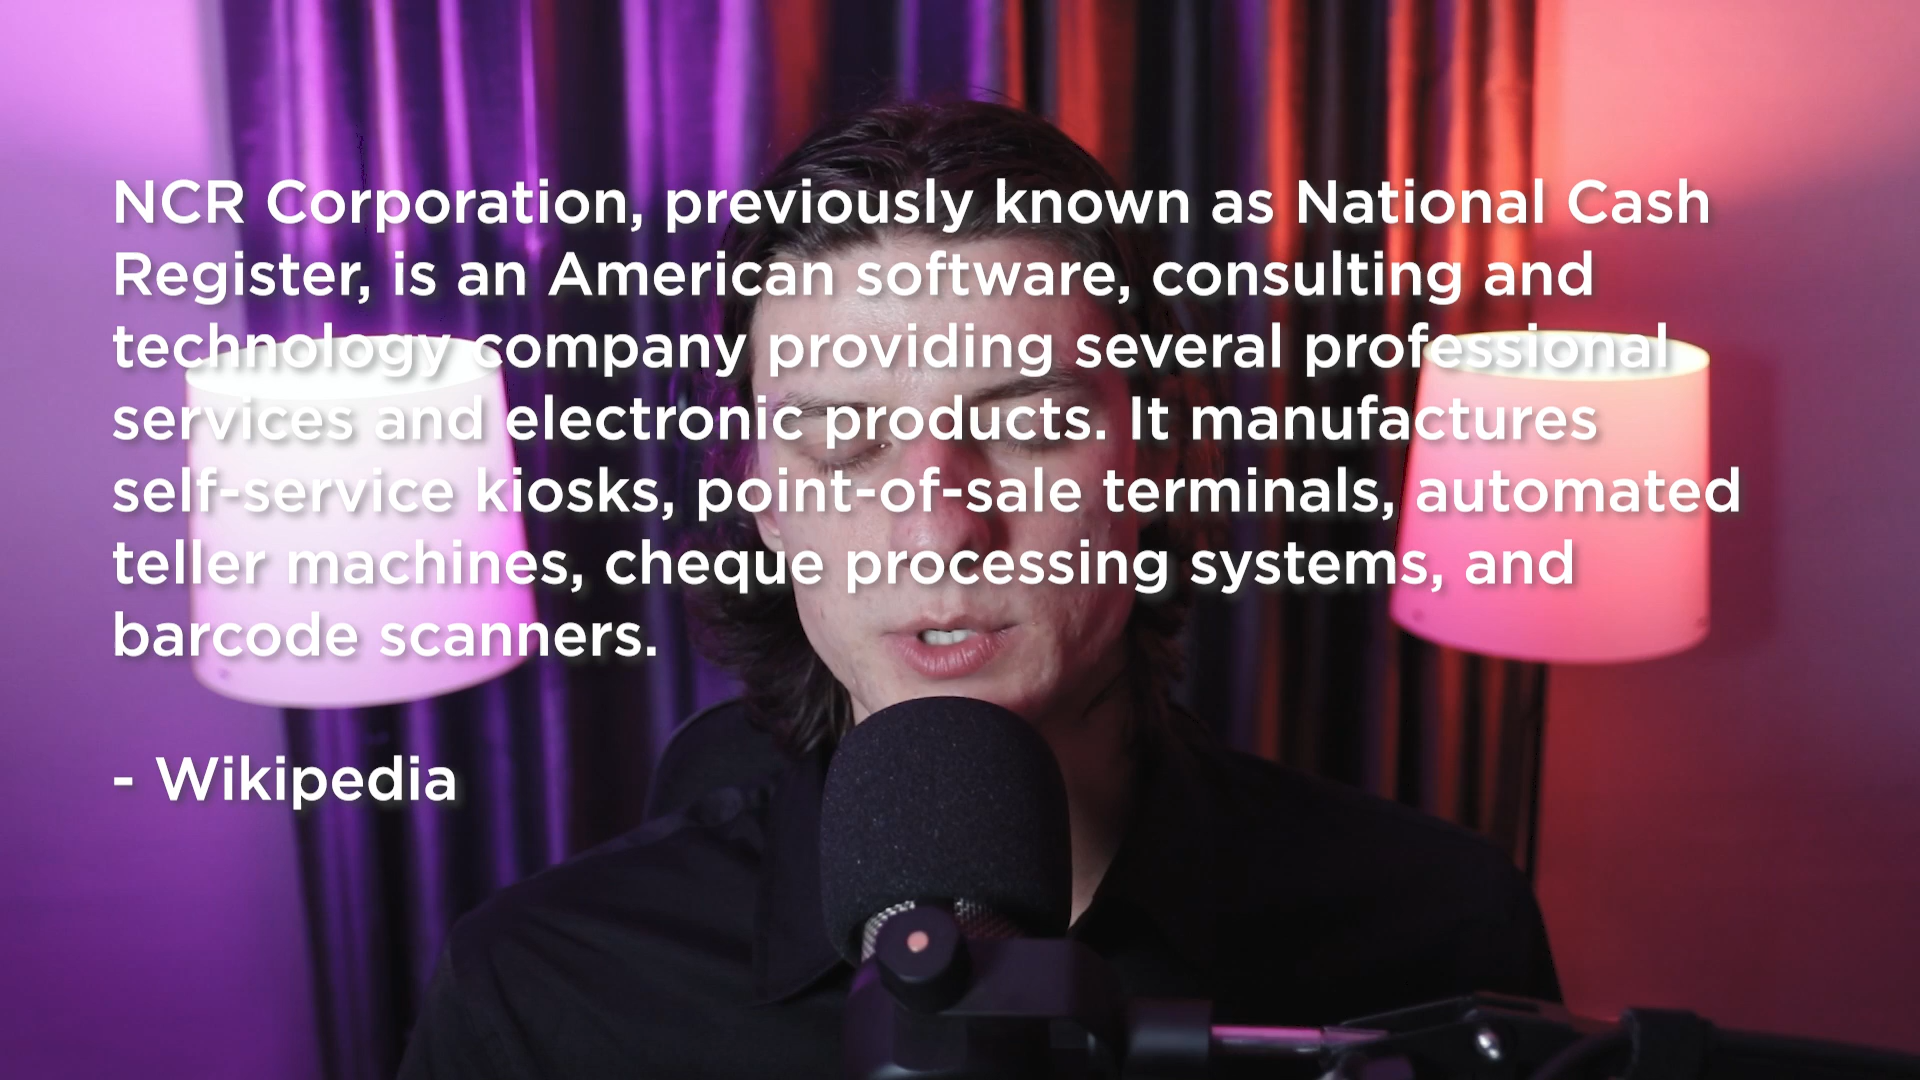 NCR Corporation, previously known as National Cash
Register, is an American software, consulting and
technology company providing several professional
services and electronic products. It manufactures
self-service kiosks, point-of-sale terminals, automated
teller machines, cheque processing systems, and
barcode scanners.
- Wikipedia